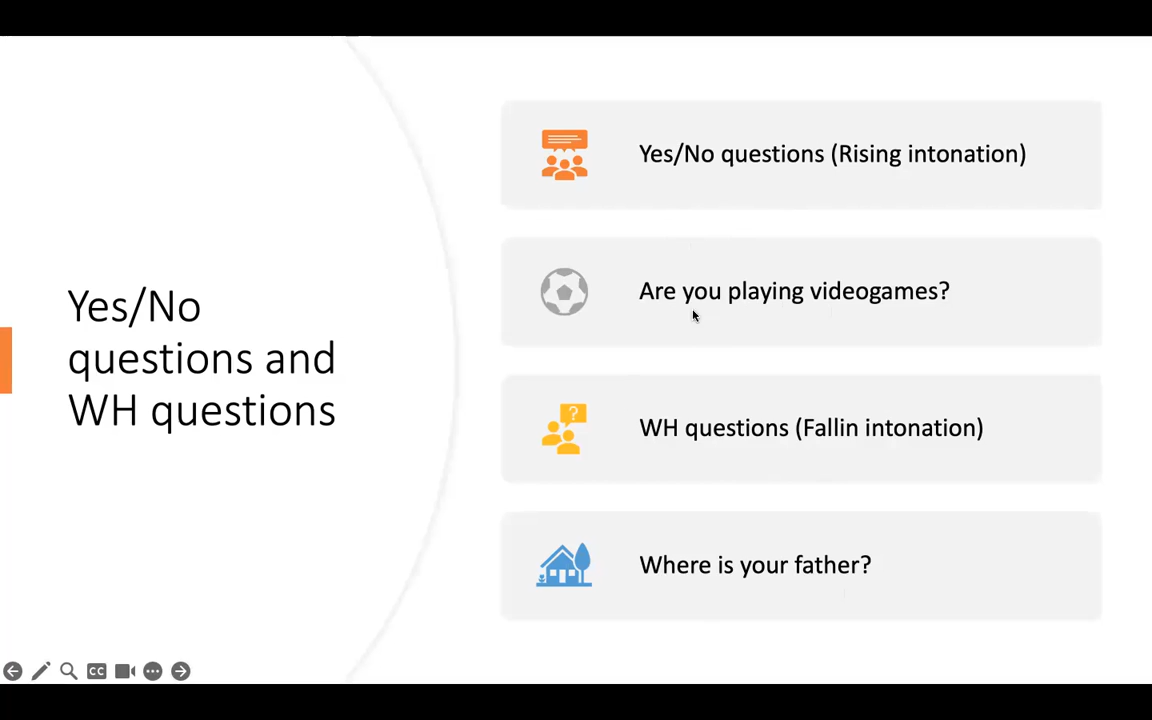 Yes/No
questions and
WH questions
Yes/No questions (Rising intonation)
Are you playing videogames?
?
WH questions (Fallin intonation)
Where is your father?
CC